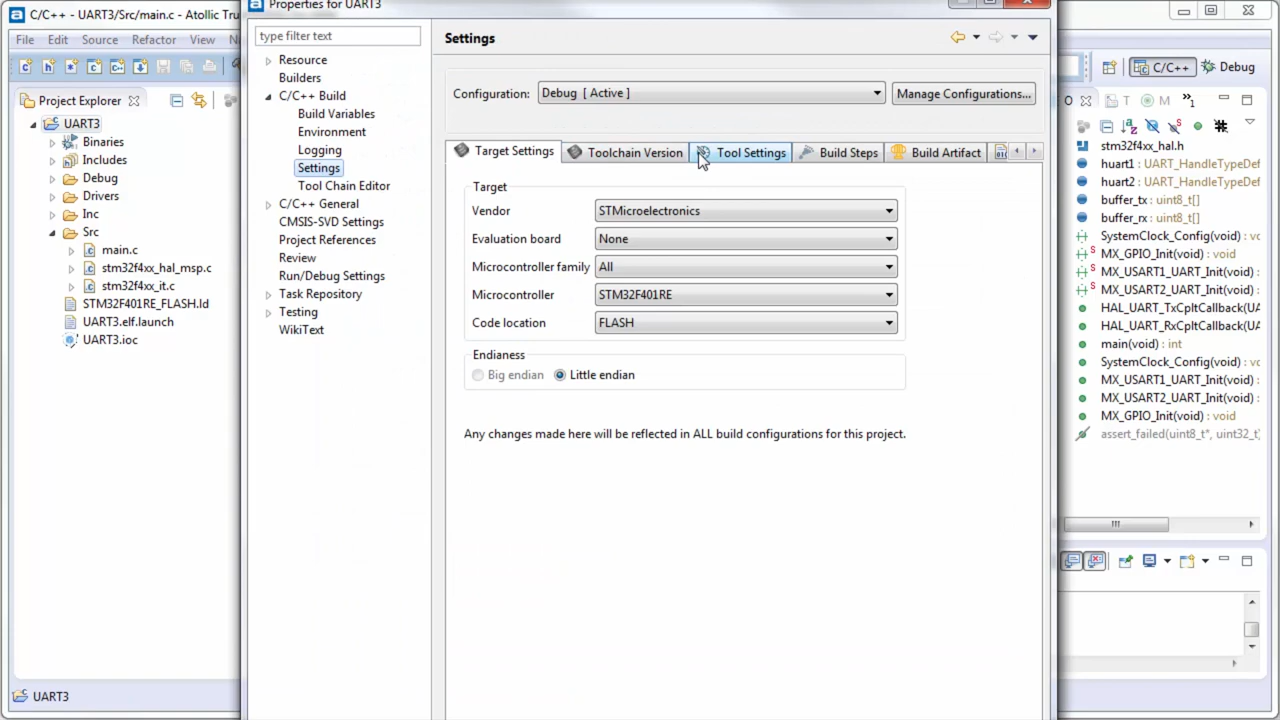 C/C++ - UART3/Src/main.c - Atollic Tru
File Edit Source Refactor View
Project Explorer
UART3
Binaries
Includes
Debug
Drivers
Inc
Src
main.c
stm32f4xx_hal_msp.c
stm32f4xx_it.c
STM32F401RE_FLASH.ld
UART3.elf.launch
UART3.ioc
UART3
Properties for UART3
type filter text
Resource
Builders
C/C++ Build
Build Variables
Environment
Logging
Settings
Tool Chain Editor
C/C++ General
CMSIS-SVD Settings
Project References
Review
Run/Debug Settings
Task Repository
Testing
WikiText
Settings
Configuration: Debug [ Active ] Manage Configurations...
Target Settings Toolchain Version Tool Settings Build Steps Build Artifact
Target
Vendor STMicroelectronics
Evaluation board None
Microcontroller family All
Microcontroller STM32F401RE
Code location FLASH
Endianess
Big endian Little endian
Any changes made here will be reflected in ALL build configurations for this project.
C/C++ Debug
stm32f4xx_hal.h
huart1 : UART_HandleTypeDef
huart2 : UART_HandleTypeDef
buffer_tx : uint8_t[]
buffer_rx : uint8_t[]
SystemClock_Config(void) : vc
MX_GPIO_Init(void) : void
MX_USART1_UART_Init(void) :
MX_USART2_UART_Init(void) :
HAL_UART_TxCpltCallback(UA
HAL_UART_RxCpltCallback(UA
main(void) : int
SystemClock_Config(void) : vc
MX_USART1_UART_Init(void) :
MX_USART2_UART_Init(void) :
MX_GPIO_Init(void) : void
assert_failed(uint8_t*, uint32_t